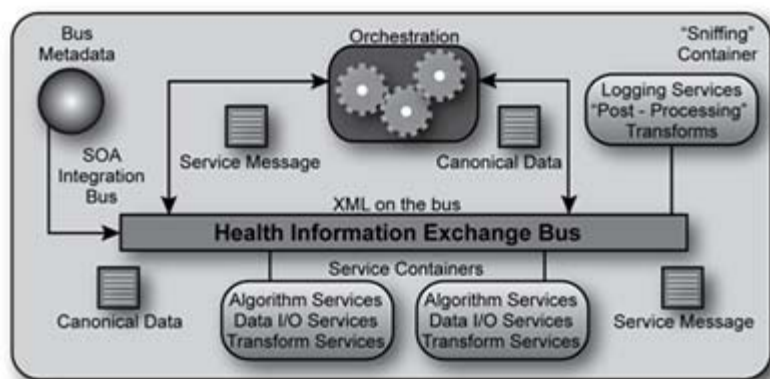 Bus
Metadata
Orchestration
"Sniffing"
Container
Logging Services
"Post - Processing"
Transforms
SOA
Integration
Bus
Service Message
Canonical Data
XML on the bus
Health Information Exchange Bus
Service Containers
Canonical Data
Algorithm Services
Data I/O Services
Transform Services
Algorithm Services
Data I/O Services
Transform Services
Service Message